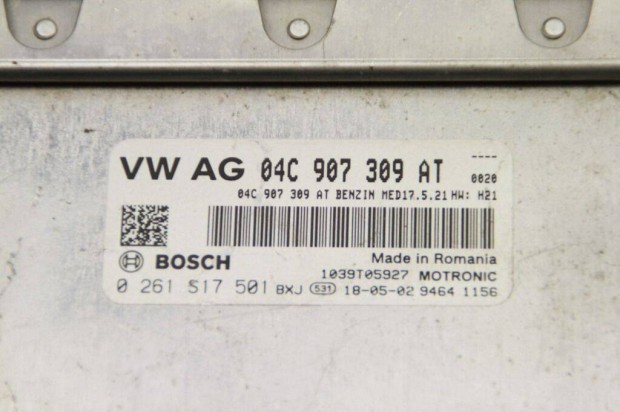 VW AG 04C 907 309 AT ---- 0020
04C 907 309 AT BENZIN MED17.5.21 HW: H21
BOSCH Made in Romania
1039T05927 MOTRONIC
0 261 S17 501 BXJ 531 18-05-02 9464 1156